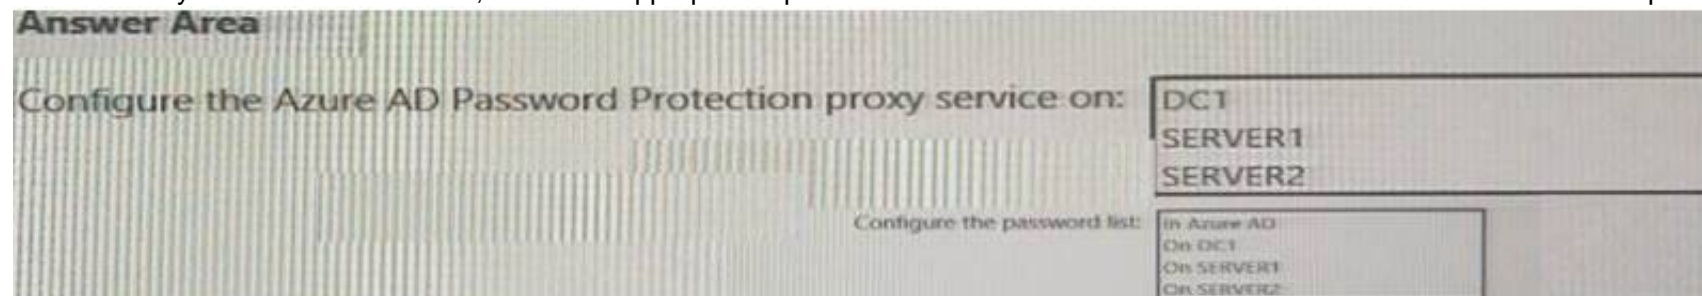 Answer Area
Configure the Azure AD Password Protection proxy service on:
DC1
SERVER1
SERVER2
Configure the password list:
In Azure AD
On DC1
On SERVER1
On SERVER2